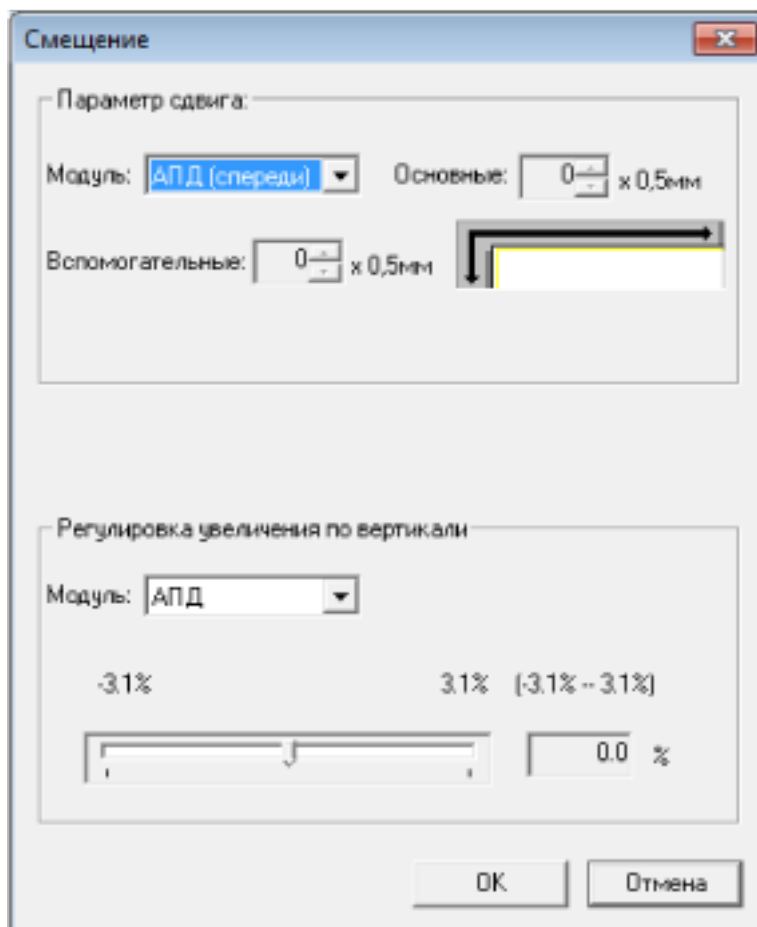 Смещение
Параметр сдвига:
Модуль: АПД (спереди) Основные: 0 x 0,5мм
Вспомогательные: 0 x 0,5мм
Регулировка увеличения по вертикали
Модуль: АПД
-3.1% 3.1% (-3.1% -- 3.1%)
0.0 %
OK Отмена